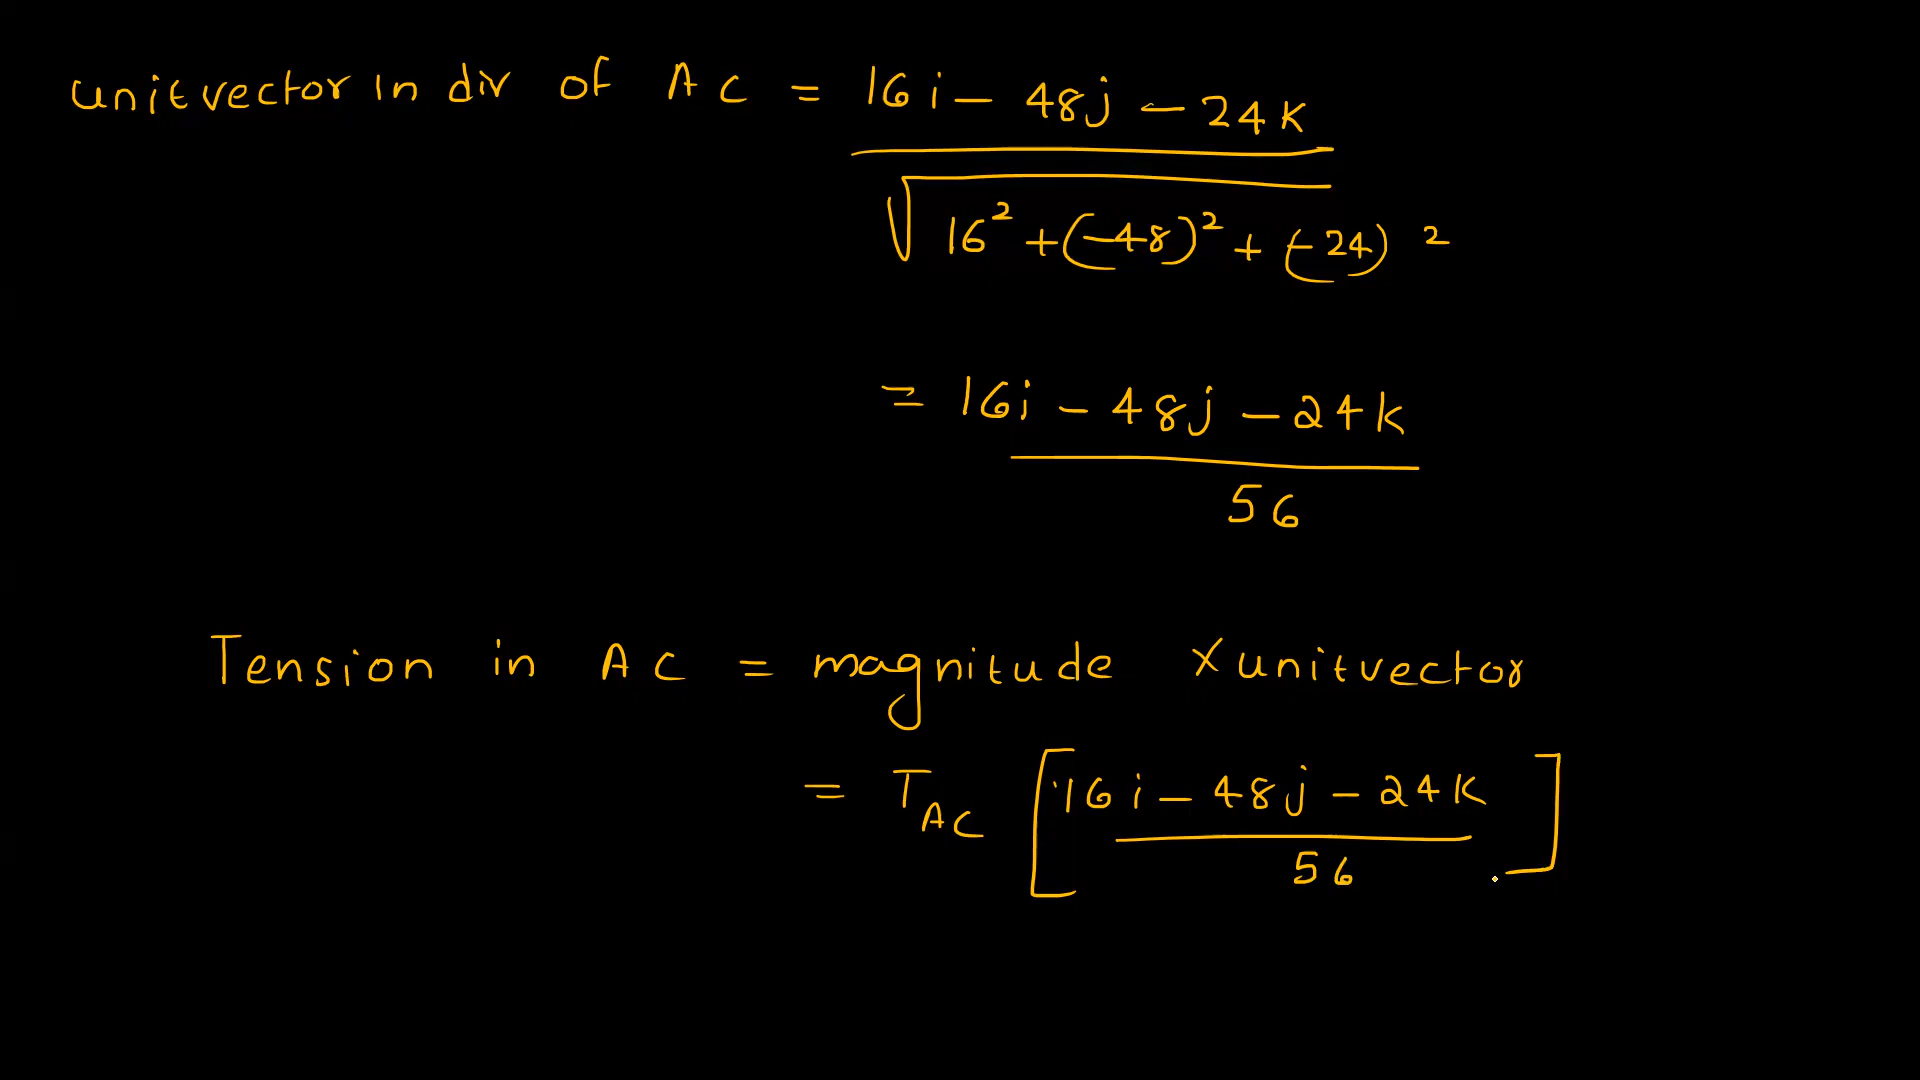 unitvector in dir of AC = 16i - 48j - 24k
√16² + (-48)² + (-24)²
= 16i - 48j - 24k
56
Tension in AC = magnitude X unitvector
= T_AC [16i - 48j - 24k]
56